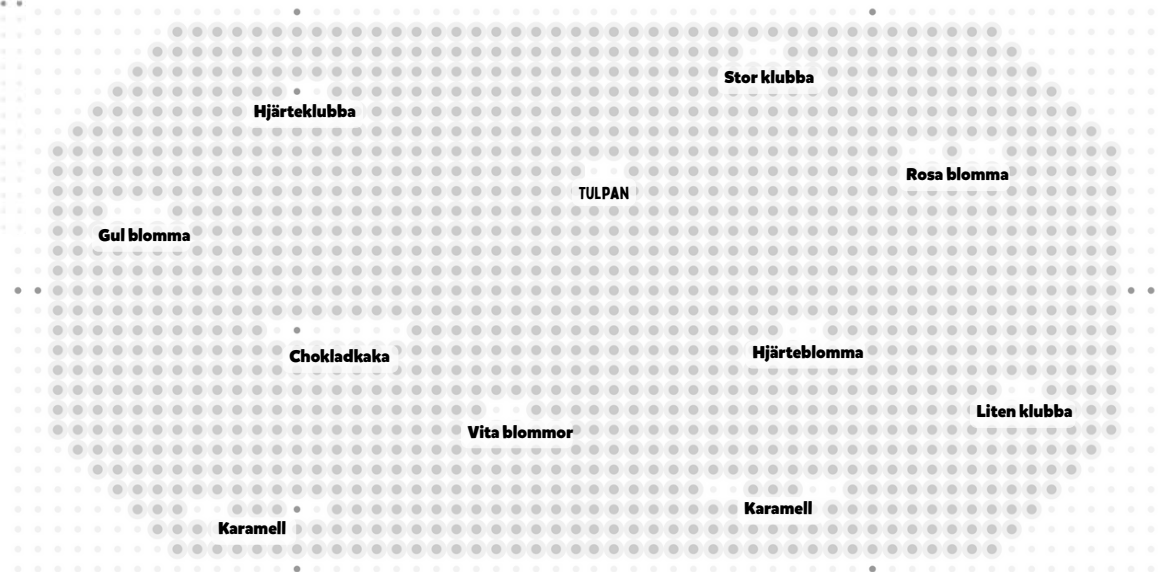 Stor klubba
Hjärteklubba
Rosa blomma
TULPAN
Gul blomma
Hjärteblomma
Chokladkaka
Liten klubba
Vita blommor
Karamell
Karamell